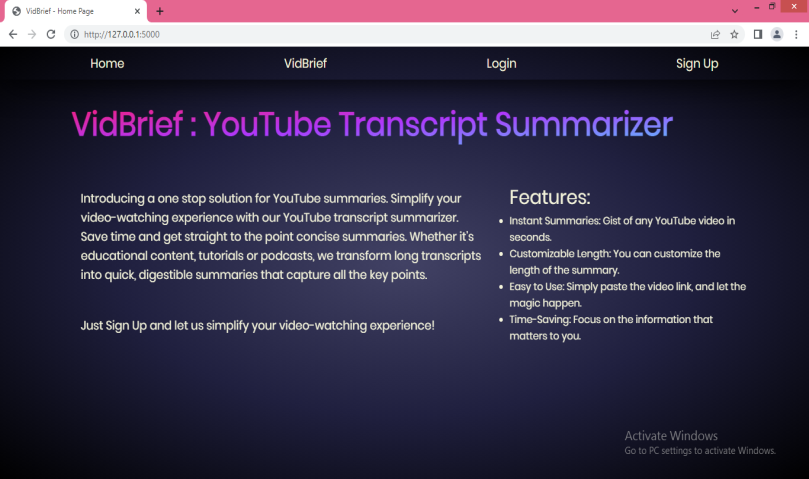 VidBrief - Home Page
http://127.0.0.1:5000
Home VidBrief Login Sign Up
VidBrief : YouTube Transcript Summarizer
Introducing a one stop solution for YouTube summaries. Simplify your
video-watching experience with our YouTube transcript summarizer.
Save time and get straight to the point concise summaries. Whether it's
educational content, tutorials or podcasts, we transform long transcripts
into quick, digestible summaries that capture all the key points.
Just Sign Up and let us simplify your video-watching experience!
Features:
Instant Summaries: Gist of any YouTube video in
seconds.
Customizable Length: You can customize the
length of the summary.
Easy to Use: Simply paste the video link, and let the
magic happen.
Time-Saving: Focus on the information that
matters to you.
Activate Windows
Go to PC settings to activate Windows.